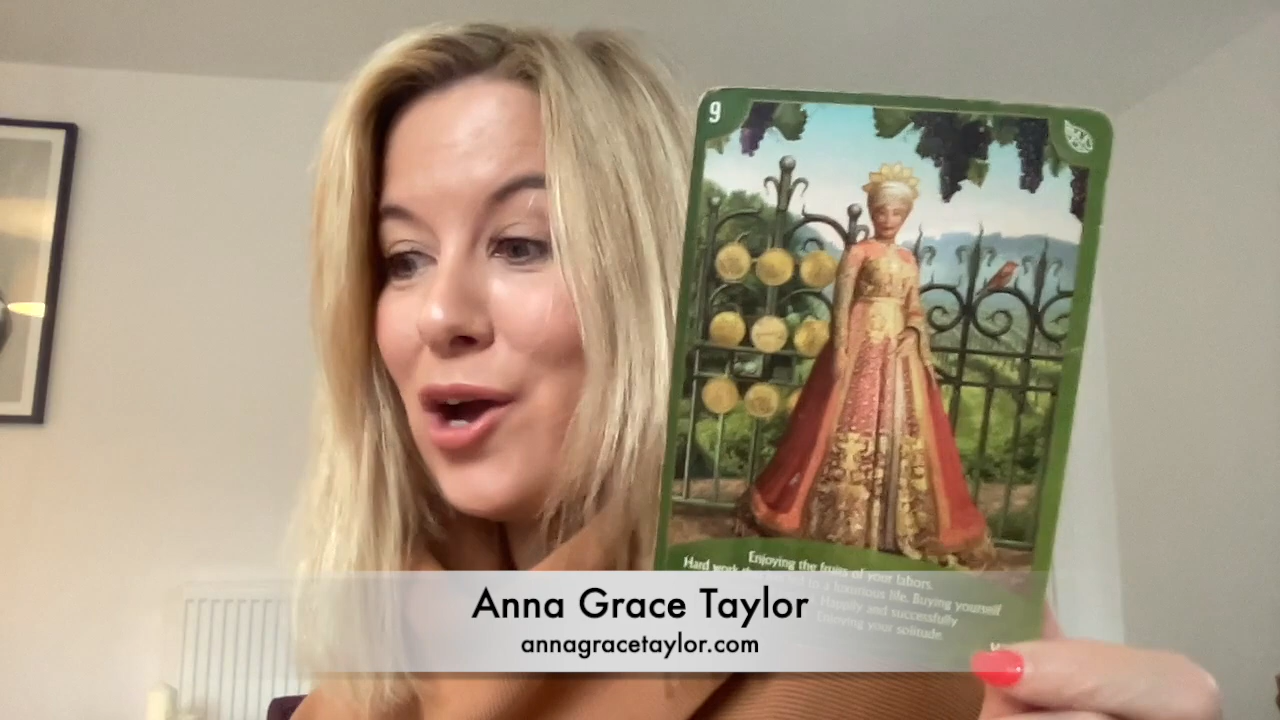 9
Enjoying the fruits of your labors.
Hard work to a luxurious life. Buying yourself
Happily and successfully
Enjoying your solitude.
Anna Grace Taylor
annagracetaylor.com